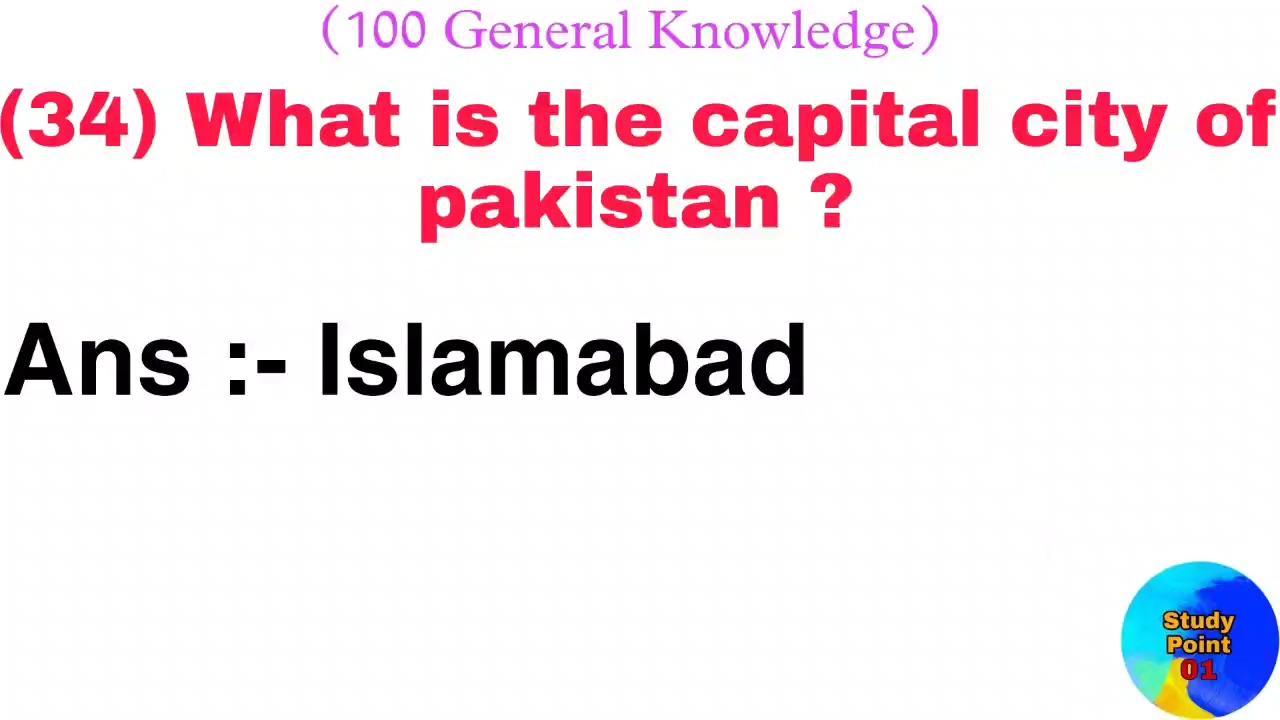 (100 General Knowledge)
(34) What is the capital city of
pakistan ?
Ans :- Islamabad
Study
Point
01